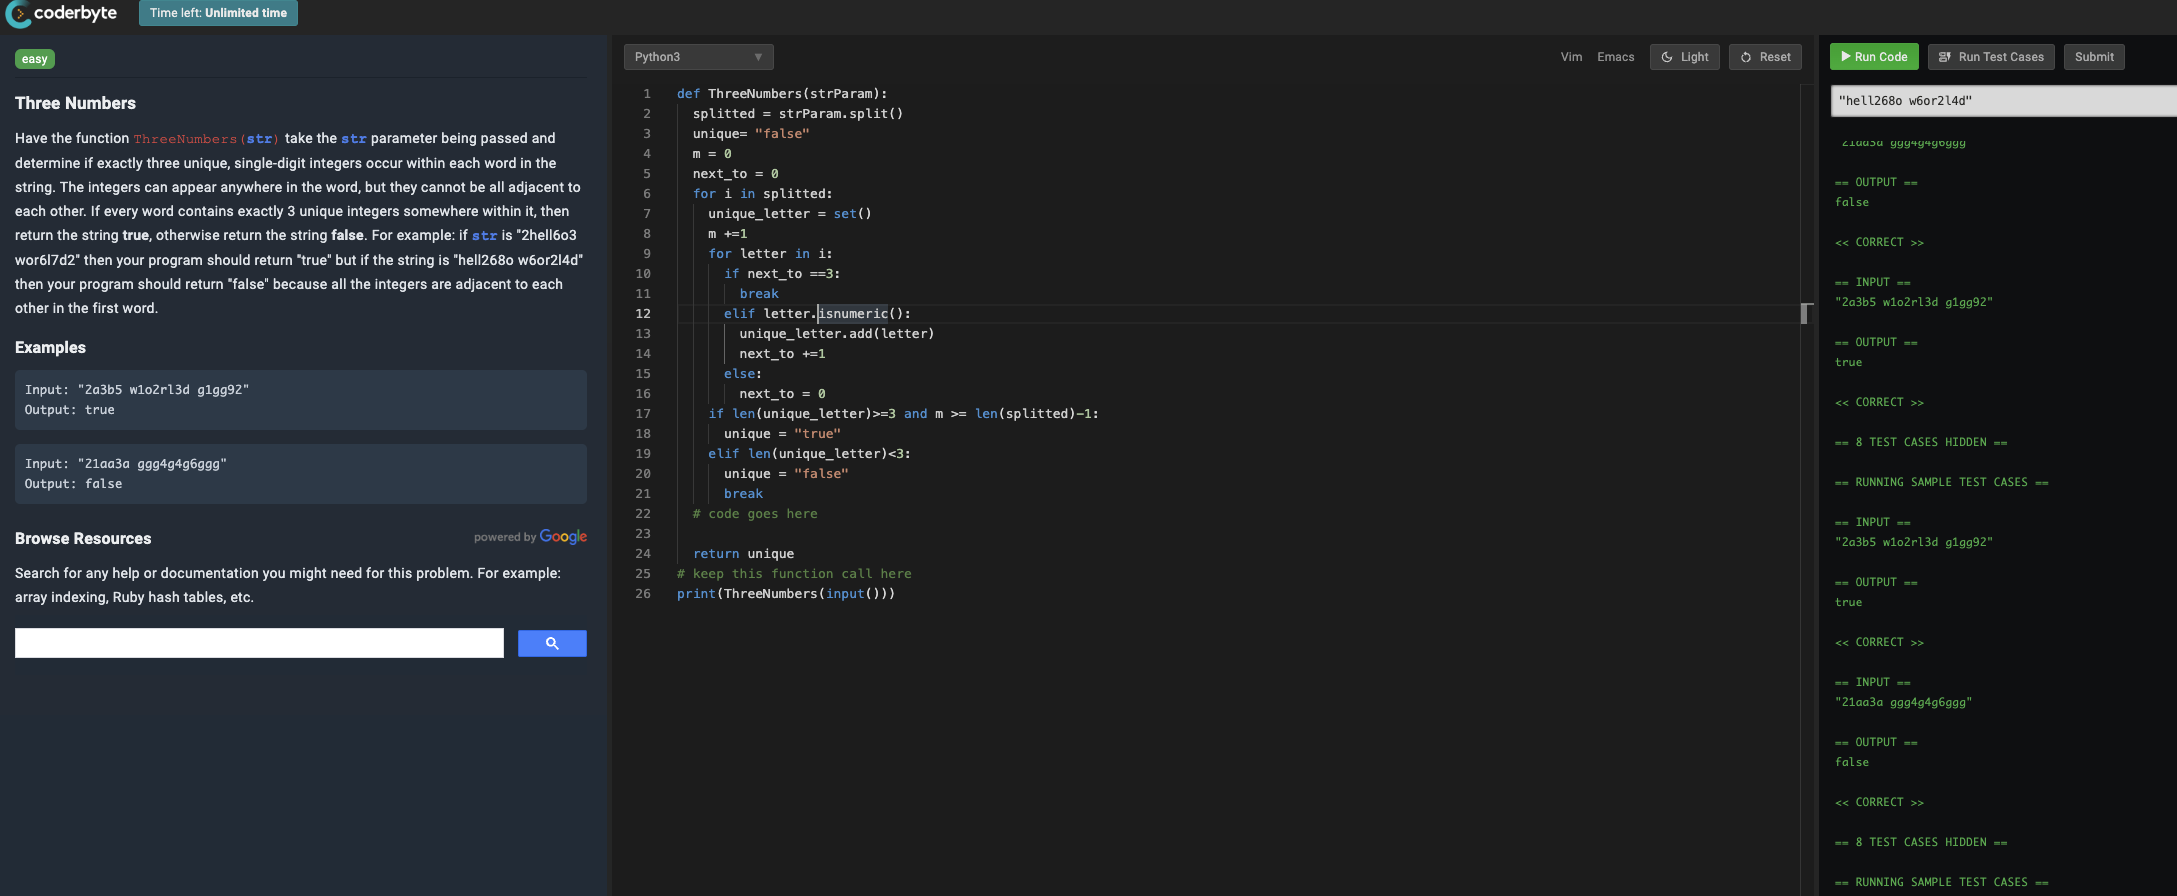 coderbyte
Time left: Unlimited time
easy
Three Numbers
Have the function ThreeNumbers(str) take the str parameter being passed and
determine if exactly three unique, single-digit integers occur within each word in the
string. The integers can appear anywhere in the word, but they cannot be all adjacent to
each other. If every word contains exactly 3 unique integers somewhere within it, then
return the string true, otherwise return the string false. For example: if str is "2hell6o3
wor6l7d2" then your program should return "true" but if the string is "hell268o w6or2l4d"
then your program should return "false" because all the integers are adjacent to each
other in the first word.
Examples
Input: "2a3b5 w1o2rl3d g1gg92"
Output: true
Input: "21aa3a ggg4g4g6ggg"
Output: false
Browse Resources
powered by Google
Search for any help or documentation you might need for this problem. For example:
array indexing, Ruby hash tables, etc.
Python3
Vim
Emacs
Light
Reset
1 def ThreeNumbers(strParam):
2 splitted = strParam.split()
3 unique= "false"
4 m = 0
5 next_to = 0
6 for i in splitted:
7 unique_letter = set()
8 m +=1
9 for letter in i:
10 if next_to ==3:
11 break
12 elif letter.isnumeric():
13 unique_letter.add(letter)
14 next_to +=1
15 else:
16 next_to = 0
17 if len(unique_letter)>=3 and m >= len(splitted)-1:
18 unique = "true"
19 elif len(unique_letter)<3:
20 unique = "false"
21 break
22 # code goes here
23
24 return unique
25 # keep this function call here
26 print(ThreeNumbers(input()))
Run Code
Run Test Cases
Submit
"hell268o w6or2l4d"
"21aa3a ggg4g4g6ggg
== OUTPUT ==
false
<< CORRECT >>
== INPUT ==
"2a3b5 w1o2rl3d g1gg92"
== OUTPUT ==
true
<< CORRECT >>
== 8 TEST CASES HIDDEN ==
== RUNNING SAMPLE TEST CASES ==
== INPUT ==
"2a3b5 w1o2rl3d g1gg92"
== OUTPUT ==
true
<< CORRECT >>
== INPUT ==
"21aa3a ggg4g4g6ggg"
== OUTPUT ==
false
<< CORRECT >>
== 8 TEST CASES HIDDEN ==
== RUNNING SAMPLE TEST CASES ==